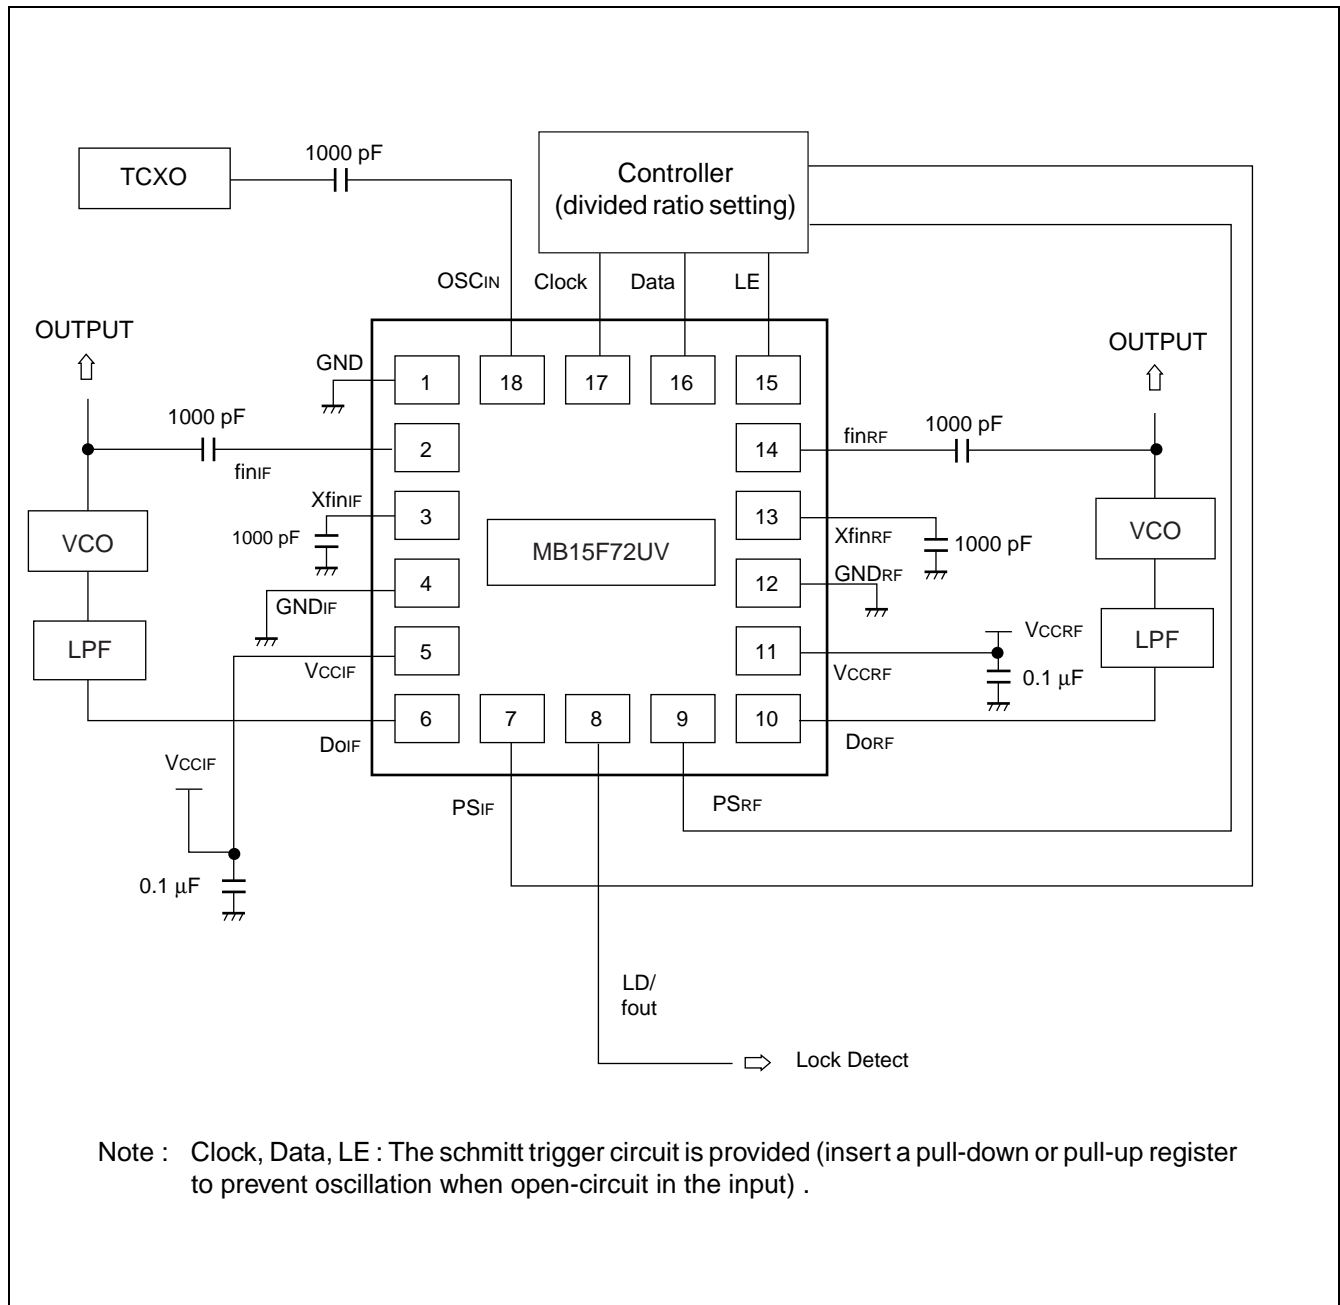 1000 pF
TCXO
Controller
(divided ratio setting)
OSCIN
Clock
Data
LE
OUTPUT
OUTPUT
GND
1
18
17
16
15
1000 pF
finIF
2
14
finRF
1000 pF
XfinIF
3
13
XfinRF
1000 pF
1000 pF
VCO
MB15F72UV
VCO
GNDIF
4
12
GNDRF
LPF
VCCIF
5
11
VCCRF
VCCRF
0.1 µF
LPF
DoIF
6
7
8
9
10
DoRF
VCCIF
PSIF
PSRF
0.1 µF
LD/
fout
Lock Detect
Note : Clock, Data, LE : The schmitt trigger circuit is provided (insert a pull-down or pull-up register
to prevent oscillation when open-circuit in the input) .